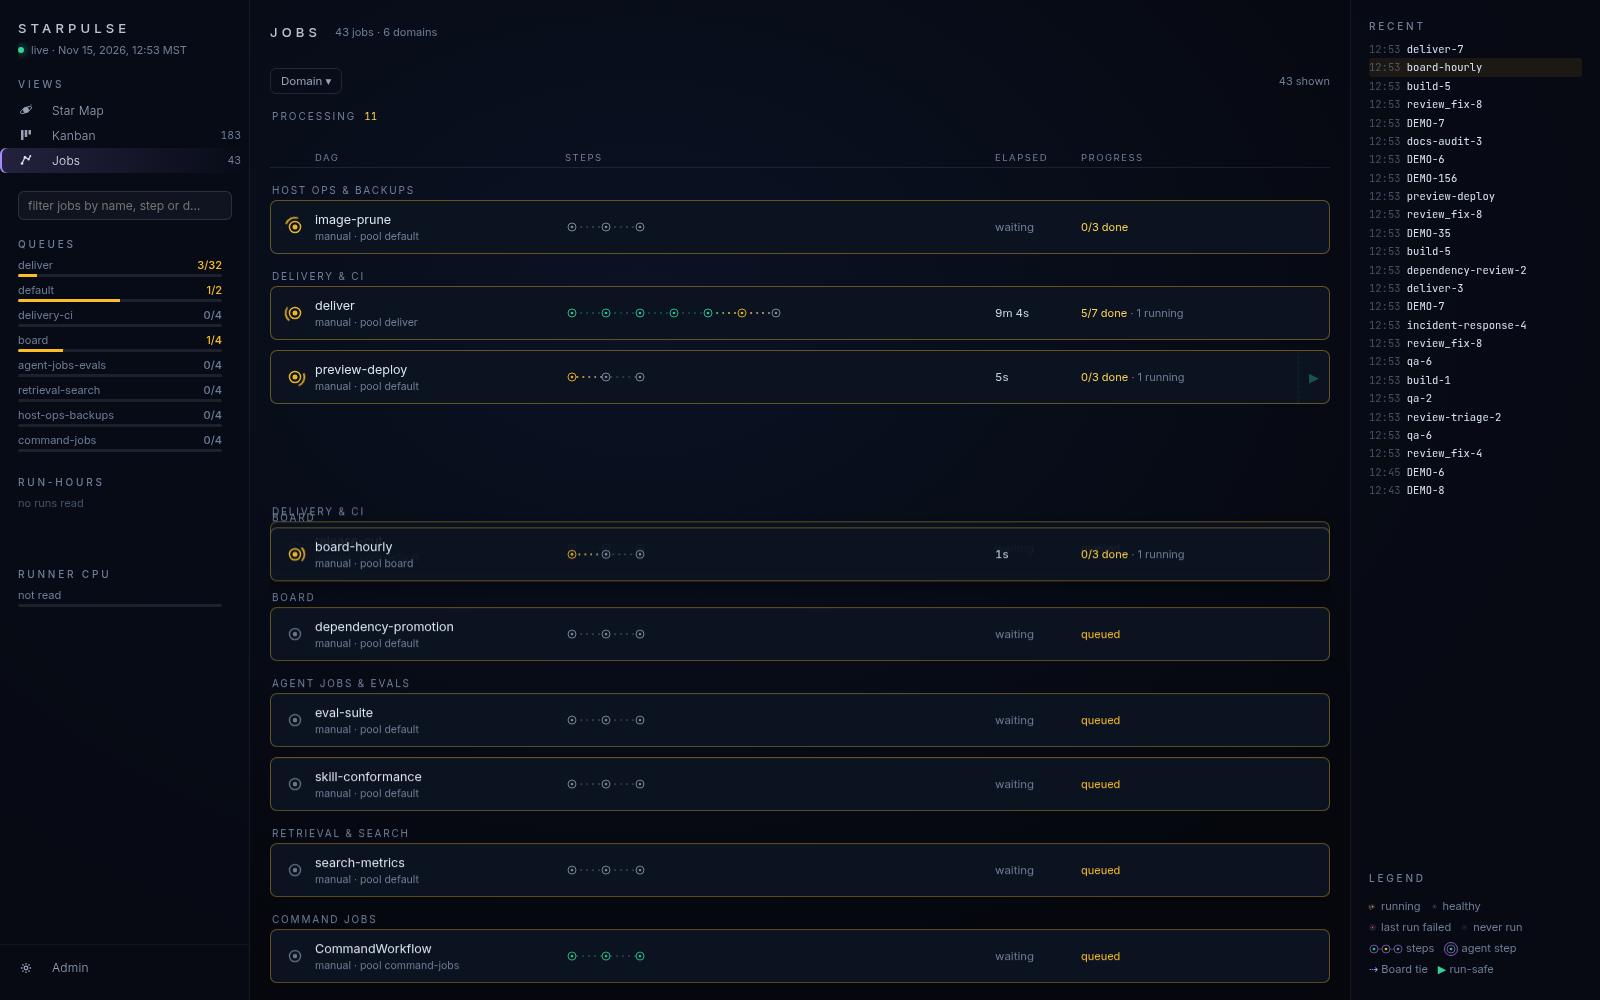 STARPULSE
live · Nov 15, 2026, 12:53 MST
VIEWS
Star Map
Kanban 183
Jobs 43
filter jobs by name, step or d...
QUEUES
deliver 3/32
default 1/2
delivery-ci 0/4
board 1/4
agent-jobs-evals 0/4
retrieval-search 0/4
host-ops-backups 0/4
command-jobs 0/4
RUN-HOURS
no runs read
RUNNER CPU
not read
Admin
JOBS 43 jobs · 6 domains
Domain ▾ 43 shown
PROCESSING 11
DAG STEPS ELAPSED PROGRESS
HOST OPS & BACKUPS
image-prune
manual · pool default
waiting 0/3 done
DELIVERY & CI
deliver
manual · pool deliver
9m 4s 5/7 done · 1 running
preview-deploy
manual · pool default
5s 0/3 done · 1 running
DELIVERY & CI
BOARD
board-hourly
manual · pool board
1s 0/3 done · 1 running
BOARD
dependency-promotion
manual · pool default
waiting queued
AGENT JOBS & EVALS
eval-suite
manual · pool default
waiting queued
skill-conformance
manual · pool default
waiting queued
RETRIEVAL & SEARCH
search-metrics
manual · pool default
waiting queued
COMMAND JOBS
CommandWorkflow
manual · pool command-jobs
waiting queued
RECENT
12:53 deliver-7
12:53 board-hourly
12:53 build-5
12:53 review_fix-8
12:53 DEMO-7
12:53 docs-audit-3
12:53 DEMO-6
12:53 DEMO-156
12:53 preview-deploy
12:53 review_fix-8
12:53 DEMO-35
12:53 build-5
12:53 dependency-review-2
12:53 deliver-3
12:53 DEMO-7
12:53 incident-response-4
12:53 review_fix-8
12:53 qa-6
12:53 build-1
12:53 qa-2
12:53 review-triage-2
12:53 qa-6
12:53 review_fix-4
12:45 DEMO-6
12:43 DEMO-8
LEGEND
running healthy
last run failed never run
steps agent step
Board tie run-safe